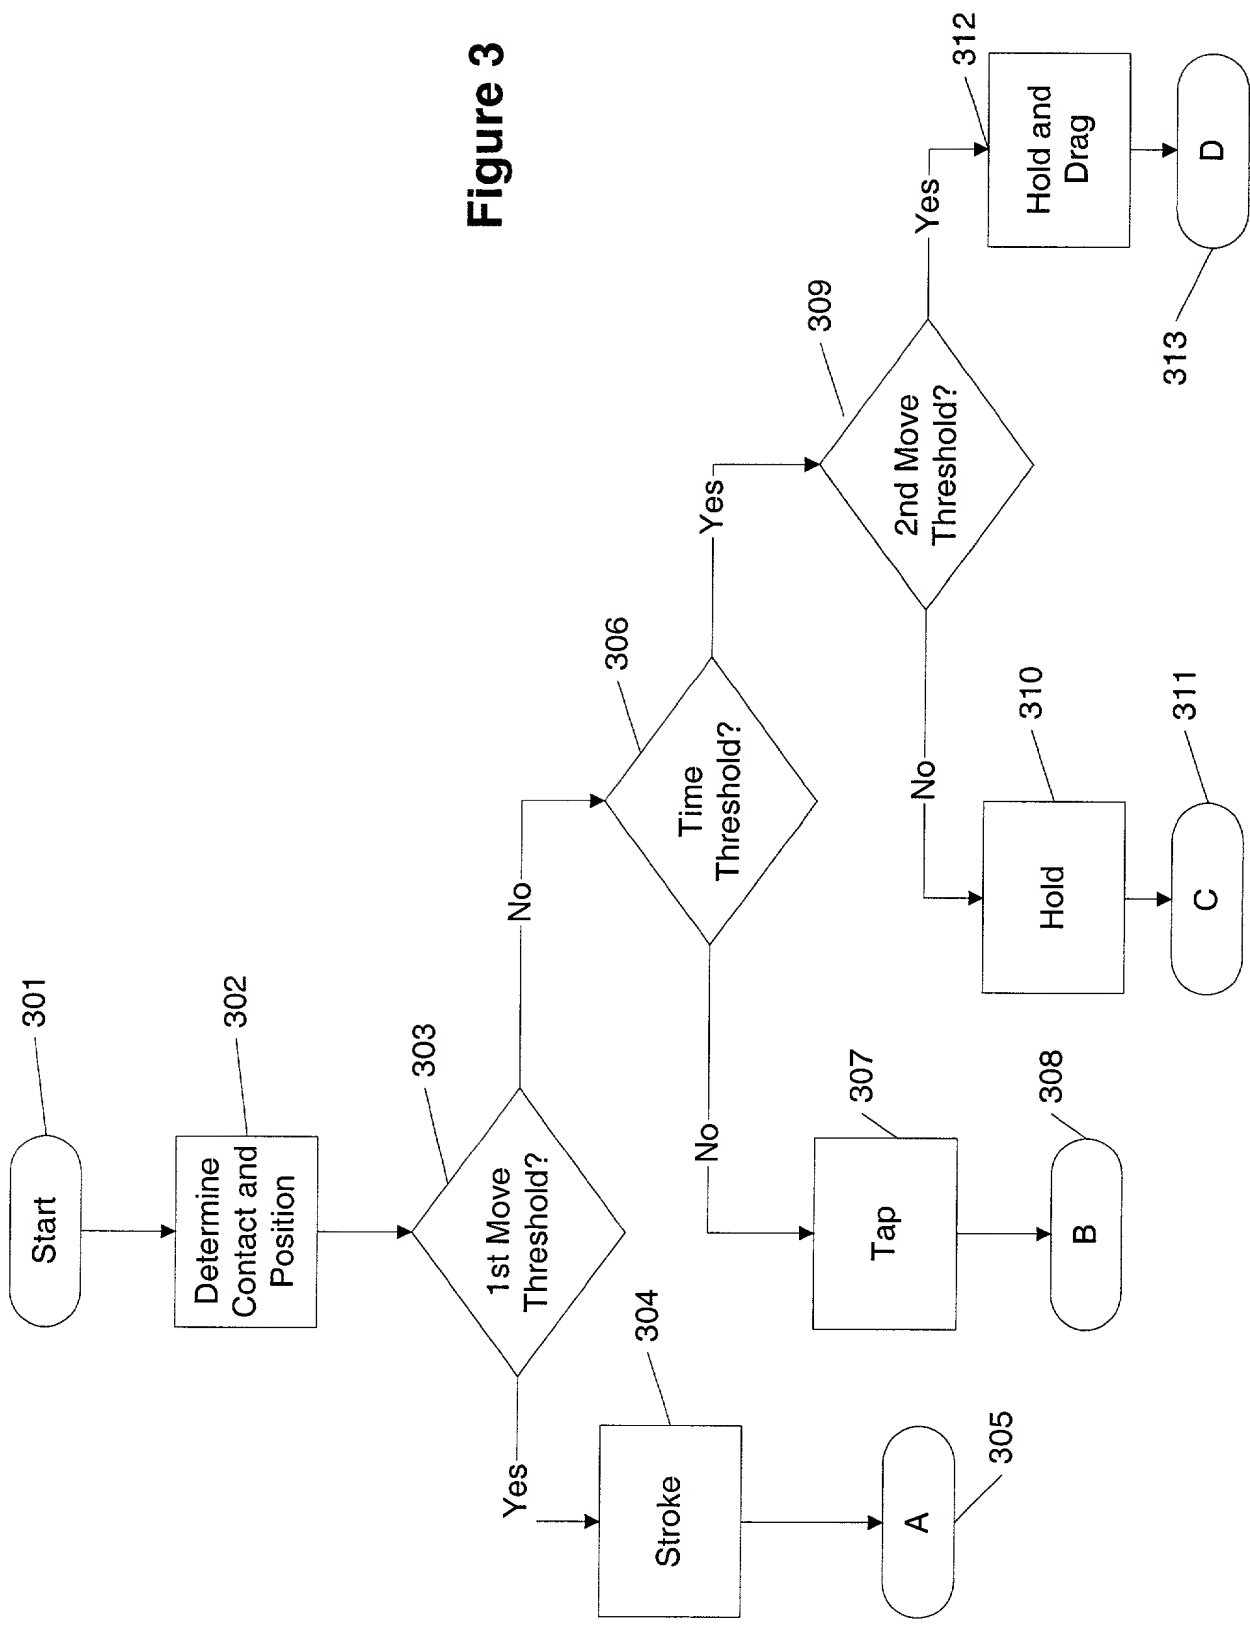 Figure 3
301
Start
302
Determine
Contact and
Position
303
1st Move
Threshold?
Yes
No
304
Stroke
A
305
306
Time
Threshold?
No
Yes
307
Tap
308
B
309
2nd Move
Threshold?
No
Yes
310
Hold
311
C
312
Hold and
Drag
313
D